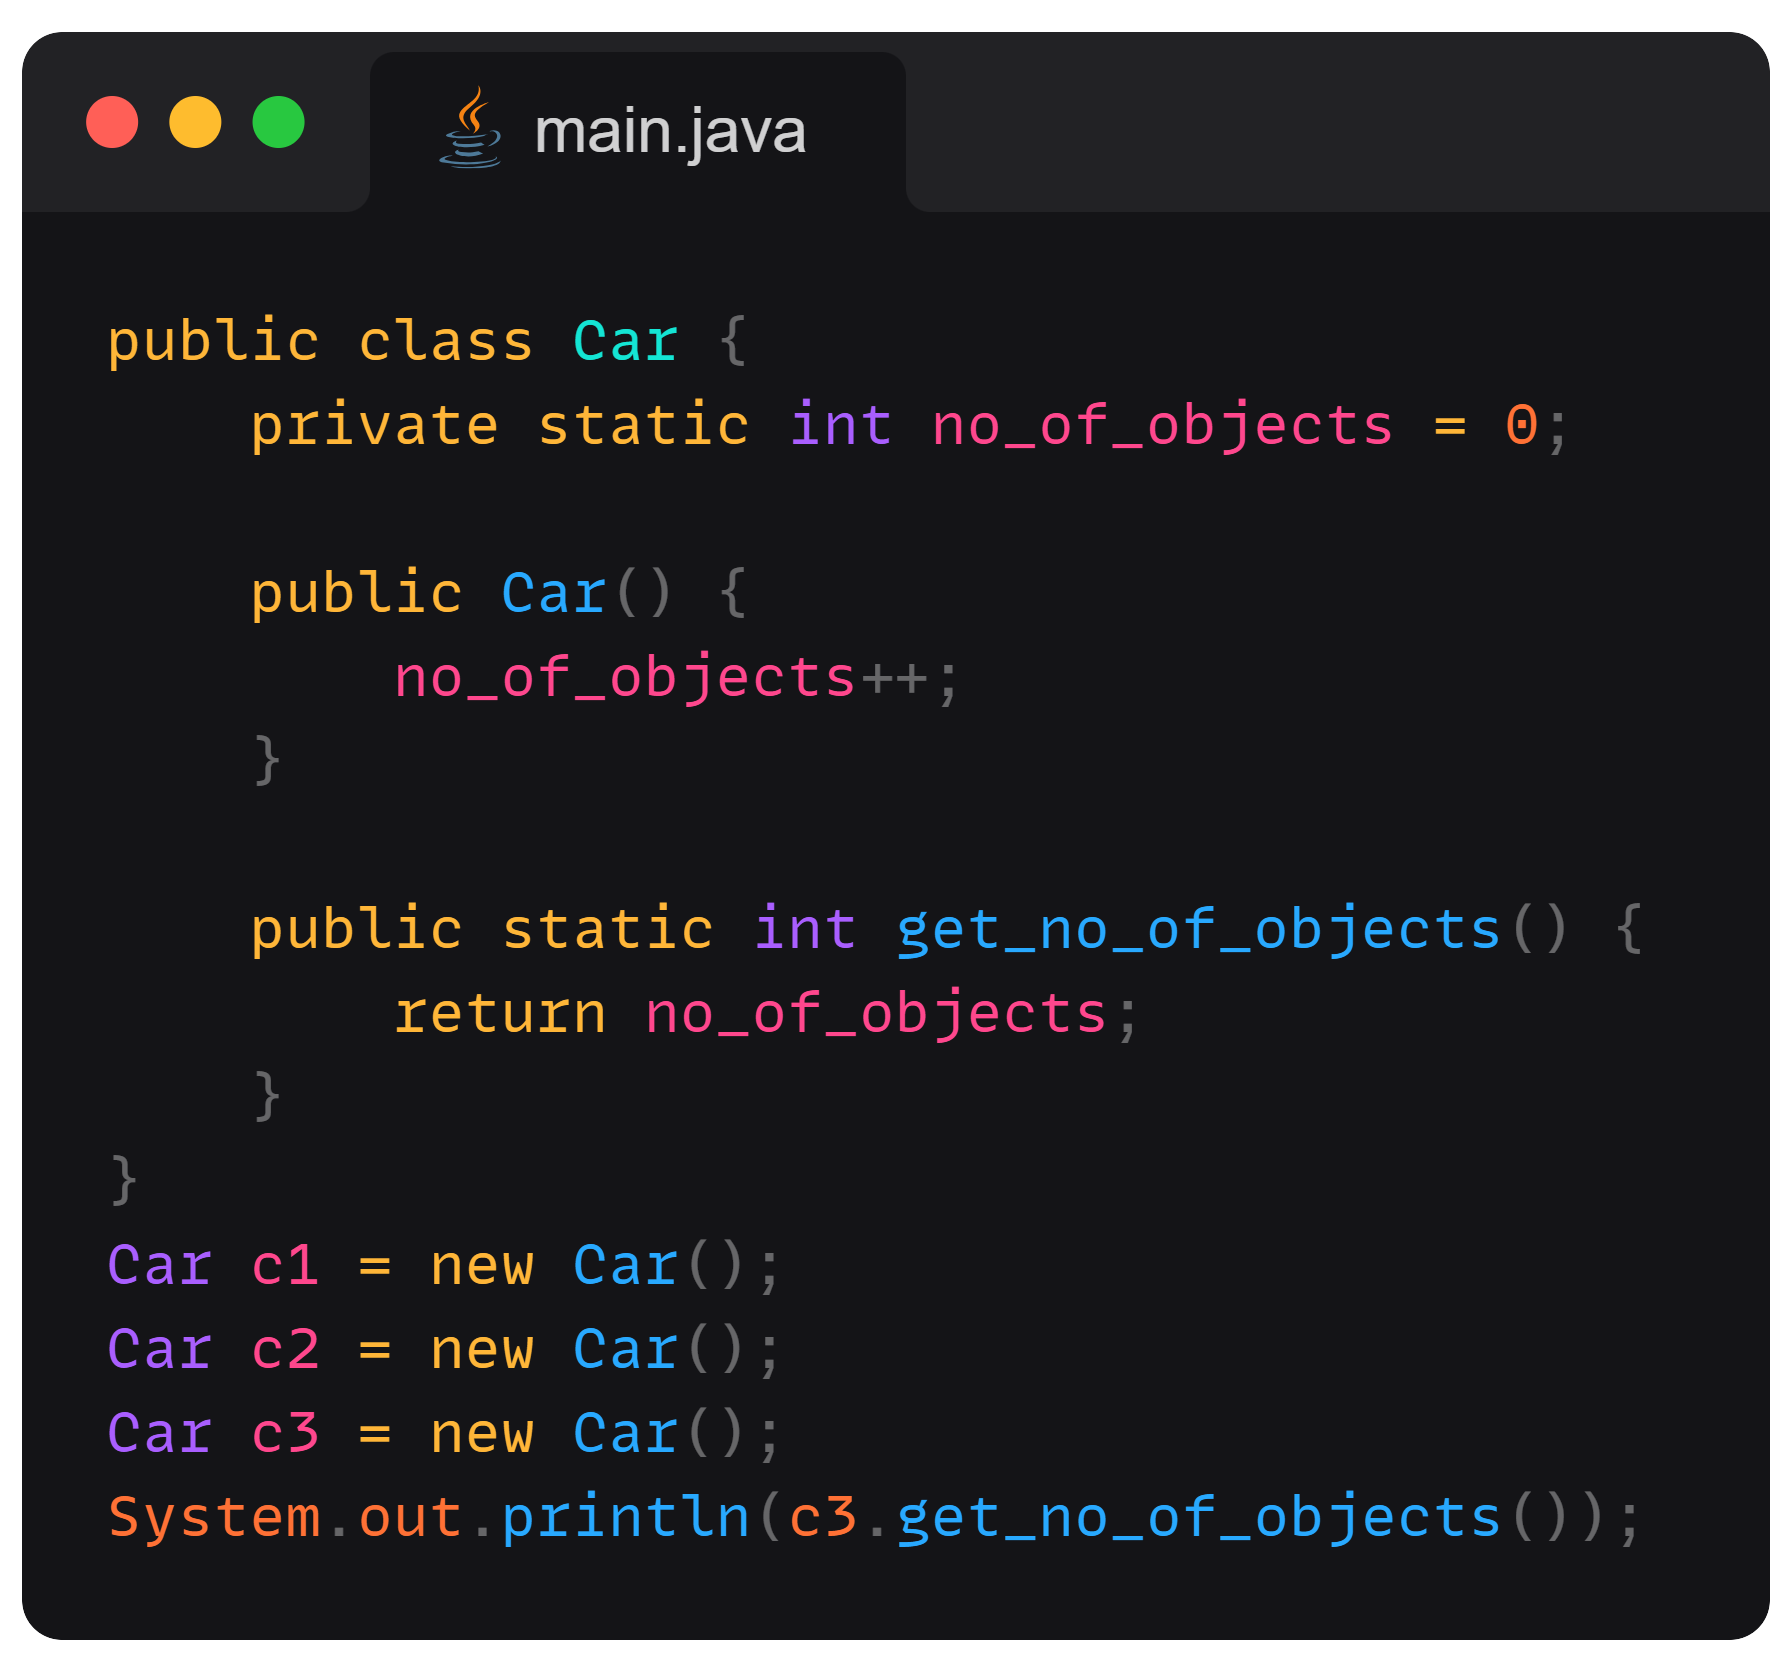 main.java
public class Car {
    private static int no_of_objects = 0;

    public Car() {
        no_of_objects++;
    }

    public static int get_no_of_objects() {
        return no_of_objects;
    }
}
Car c1 = new Car();
Car c2 = new Car();
Car c3 = new Car();
System.out.println(c3.get_no_of_objects());